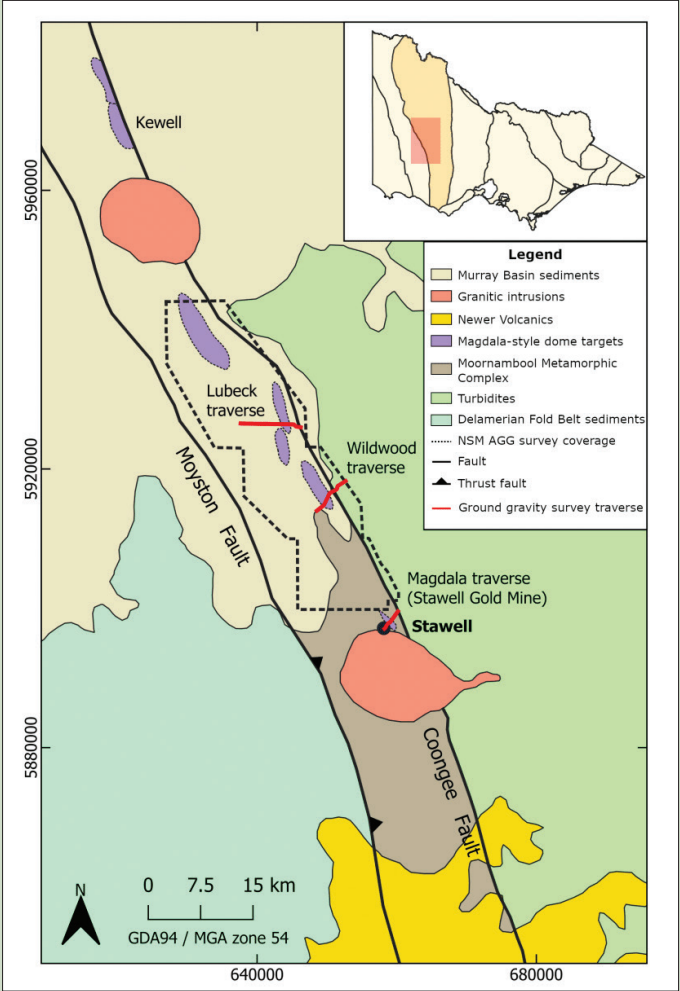 Kewell
5960000
Legend
Murray Basin sediments
Granitic intrusions
Newer Volcanics
Magdala-style dome targets
Moornambool Metamorphic
Complex
Turbidites
Delamerian Fold Belt sediments
NSM AGG survey coverage
Fault
Thrust fault
Ground gravity survey traverse
Lubeck
traverse
Wildwood
traverse
5920000
Moyston Fault
Magdala traverse
(Stawell Gold Mine)
Stawell
5880000
Coongee Fault
N
0 7.5 15 km
GDA94 / MGA zone 54
640000 680000